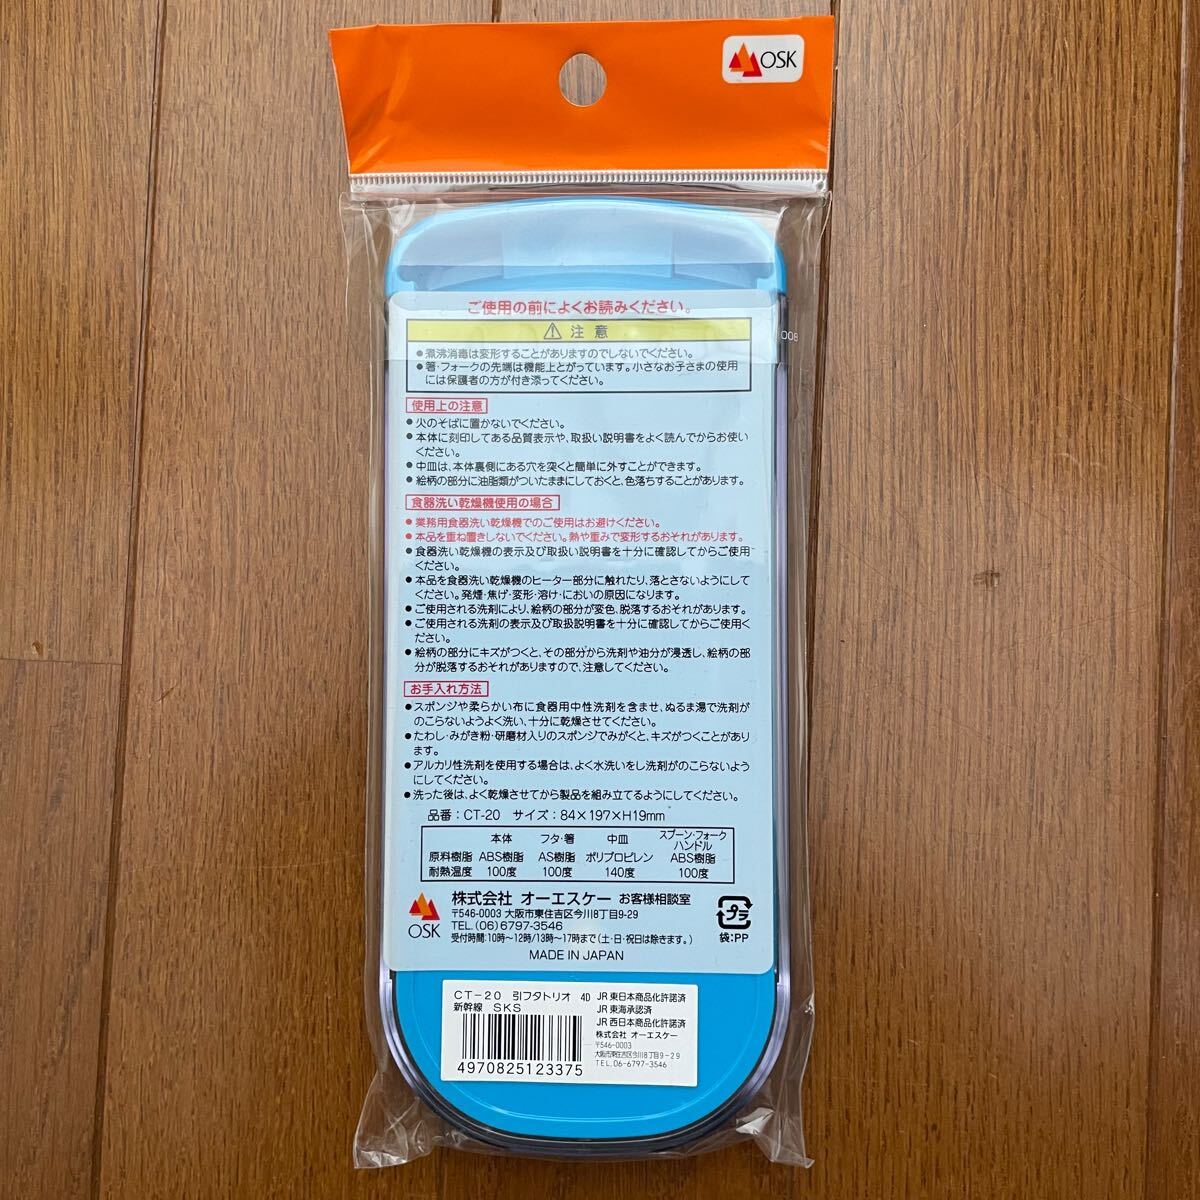 OSK
ご使用の前によくお読みください。
⚠ 注 意
●煮沸消毒は変形することがありますのでしないでください。
●箸・フォークの先端は機能上とがっています。小さなお子さまの使用
には保護者の方が付き添ってください。
使用上の注意
●火のそばに置かないでください。
●本体に刻印してある品質表示や、取扱い説明書をよく読んでからお使い
ください。
●中皿は、本体裏側にある穴を突くと簡単に外すことができます。
●絵柄の部分に油脂類がついたままにしておくと、色落ちすることがあります。
食器洗い乾燥機使用の場合
●業務用食器洗い乾燥機でのご使用はお避けください。
●本品を重ね置きしないでください。熱や重みで変形するおそれがあります。
●食器洗い乾燥機の表示及び取扱い説明書を十分に確認してからご使用
ください。
●本品を食器洗い乾燥機のヒーター部分に触れたり、落とさないようにして
ください。発煙・焦げ・変形・溶け・においの原因になります。
●ご使用される洗剤により、絵柄の部分が変色、脱落するおそれがあります。
●ご使用される洗剤の表示及び取扱説明書を十分に確認してからご使用く
ださい。
●絵柄の部分にキズがつくと、その部分から洗剤や油分が浸透し、絵柄の部
分が脱落するおそれがありますので、注意してください。
お手入れ方法
●スポンジや柔らかい布に食器用中性洗剤を含ませ、ぬるま湯で洗剤が
のこらないようよく洗い、十分に乾燥させてください。
●たわし・みがき粉・研磨材入りのスポンジでみがくと、キズがつくことがあり
ます。
●アルカリ性洗剤を使用する場合は、よく水洗いをし洗剤がのこらないよう
にしてください。
●洗った後は、よく乾燥させてから製品を組み立てるようにしてください。
品番：CT-20 サイズ：84×197×H19mm
本体 フタ・箸 中皿 スプーン・フォーク
ハンドル
原料樹脂 ABS樹脂 AS樹脂 ポリプロピレン ABS樹脂
耐熱温度 100度 100度 140度 100度
株式会社 オーエスケー お客様相談室
〒546-0003 大阪市東住吉区今川8丁目9-29
TEL.(06)6797-3546
受付時間:10時〜12時/13時〜17時まで(土・日・祝日は除きます。)
OSK
プラ
袋:PP
MADE IN JAPAN
CT-20 引フタトリオ 4D
新幹線 SKS
4970825123375
JR東日本商品化許諾済
JR東海承認済
JR西日本商品化許諾済
株式会社 オーエスケー
〒546-0003
大阪市東住吉区今川8丁目9-29
TEL.06-6797-3546